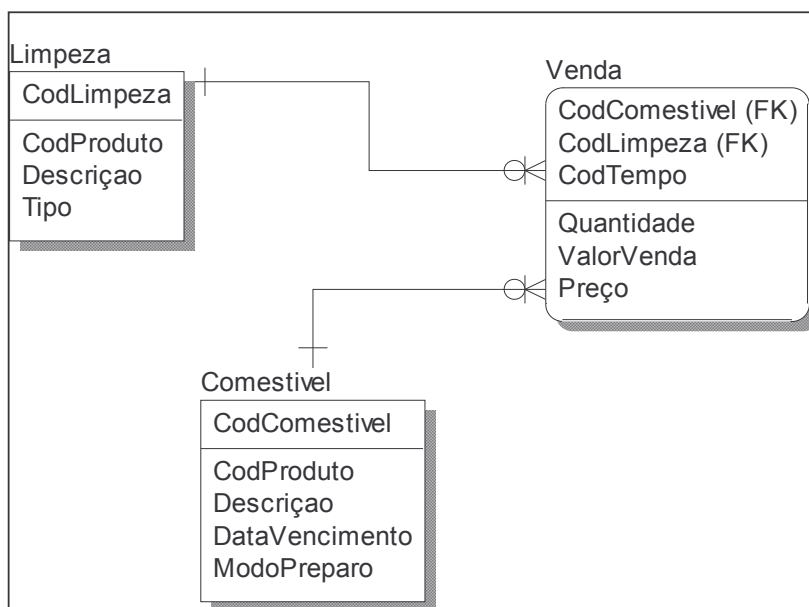 Limpeza
CodLimpeza
CodProduto
Descriçao
Tipo
Venda
CodComestivel (FK)
CodLimpeza (FK)
CodTempo
Quantidade
ValorVenda
Preço
Comestivel
CodComestivel
CodProduto
Descriçao
DataVencimento
ModoPreparo